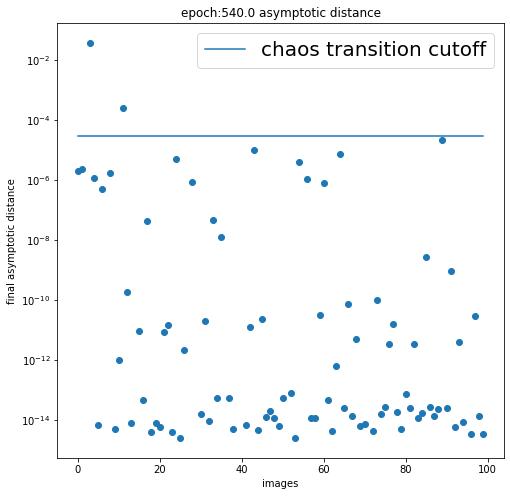 epoch:540.0 asymptotic distance
chaos transition cutoff
final asymptotic distance
10⁻²
10⁻⁴
10⁻⁶
10⁻⁸
10⁻¹⁰
10⁻¹²
10⁻¹⁴
0 20 40 60 80 100
images